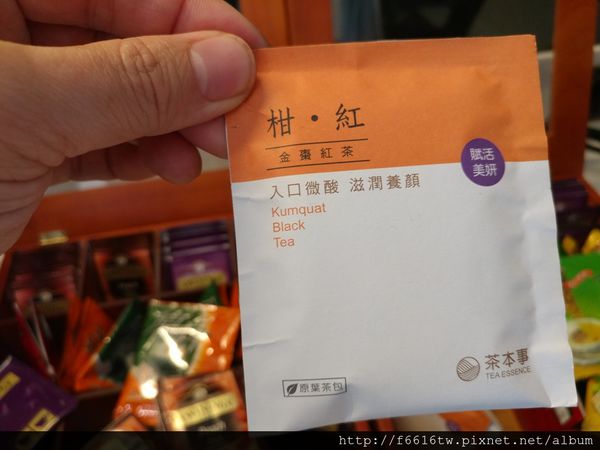 柑・紅
金棗紅茶
賦活
美妍
入口微酸 滋潤養顏
Kumquat
Black
Tea
茶本事
TEA ESSENCE
原葉茶包
http://f6616tw.pixnet.net/album